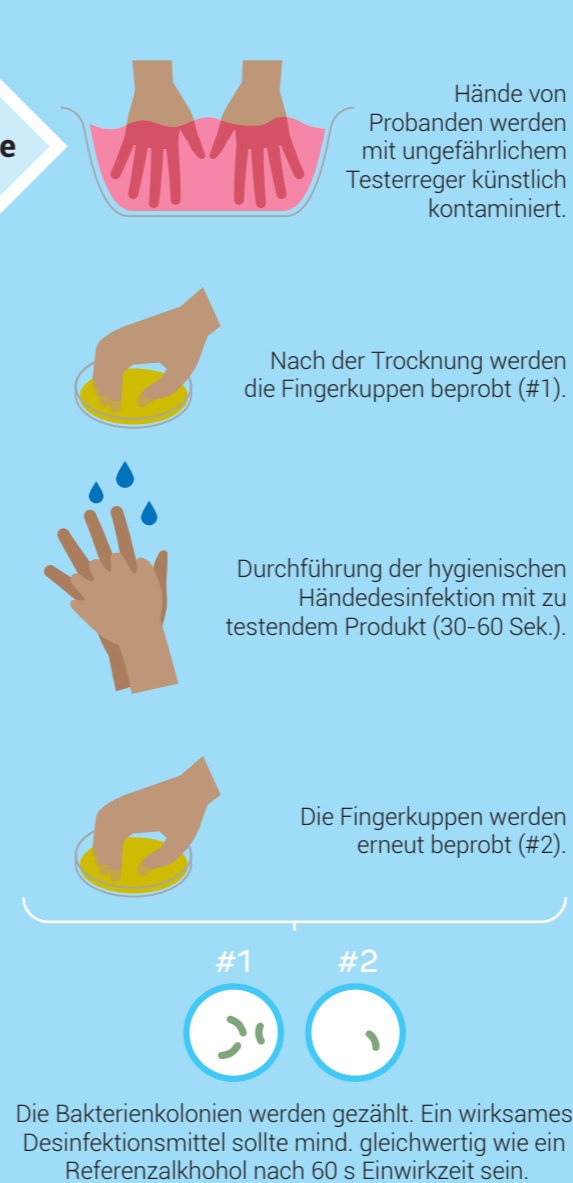 Hände von
Probanden werden
mit ungefährlichem
Testerreger künstlich
kontaminiert.
e
Nach der Trocknung werden
die Fingerkuppen beprobt (#1).
Durchführung der hygienischen
Händedesinfektion mit zu
testendem Produkt (30-60 Sek.).
Die Fingerkuppen werden
erneut beprobt (#2).
#1 #2
Die Bakterienkolonien werden gezählt. Ein wirksames
Desinfektionsmittel sollte mind. gleichwertig wie ein
Referenzalkhohol nach 60 s Einwirkzeit sein.